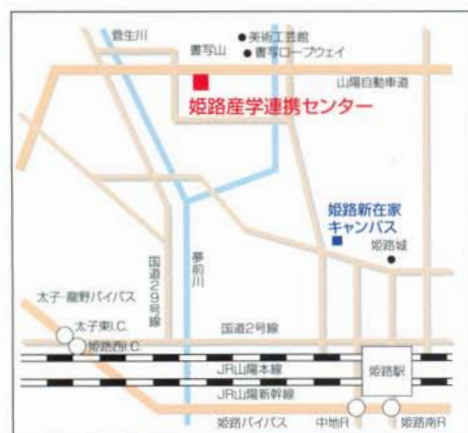 菅生川
美術工芸館
書写山
書写ロープウェイ
山陽自動車道
姫路産学連携センター
姫路新在家
キャンパス
姫路城
国道29号線
夢前川
太子・龍野バイパス
太子東I.C.
姫路西I.C.
国道2号線
JR山陽本線
姫路駅
JR山陽新幹線
姫路バイパス
中地R
姫路南R